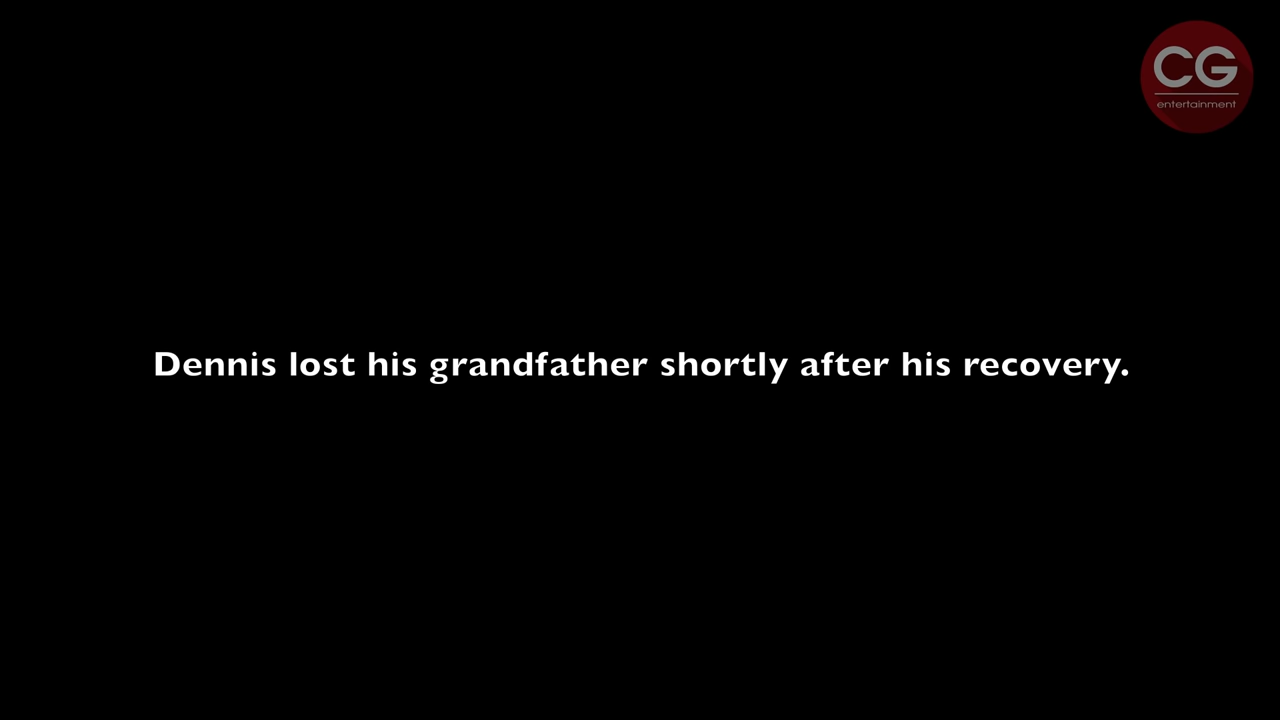 CG
entertainment
Dennis lost his grandfather shortly after his recovery.